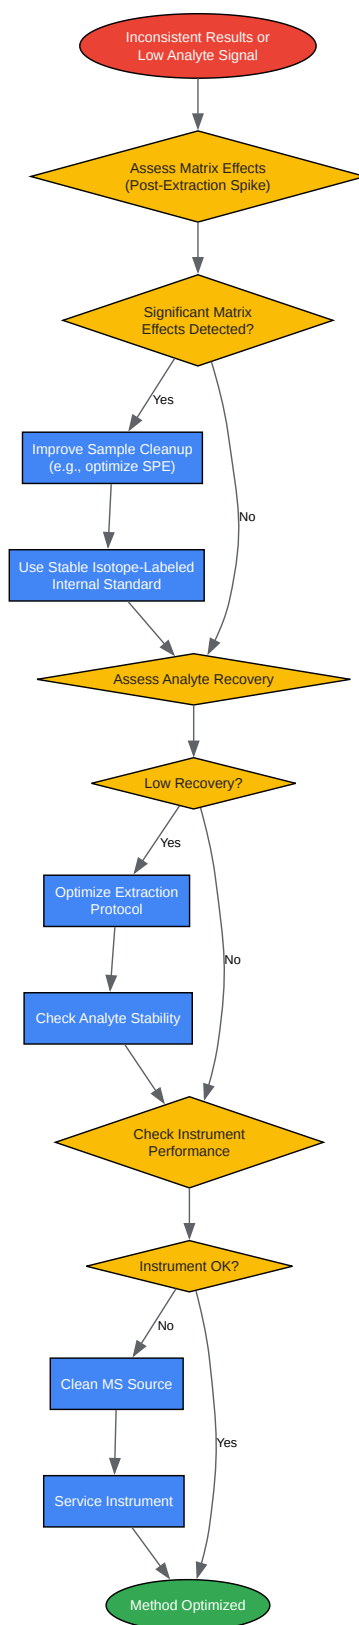 Inconsistent Results or
Low Analyte Signal
Assess Matrix Effects
(Post-Extraction Spike)
Significant Matrix
Effects Detected?
Yes
Improve Sample Cleanup
(e.g., optimize SPE)
No
Use Stable Isotope-Labeled
Internal Standard
Assess Analyte Recovery
Low Recovery?
Yes
Optimize Extraction
Protocol
No
Check Analyte Stability
Check Instrument
Performance
Instrument OK?
No
Clean MS Source
Yes
Service Instrument
Method Optimized